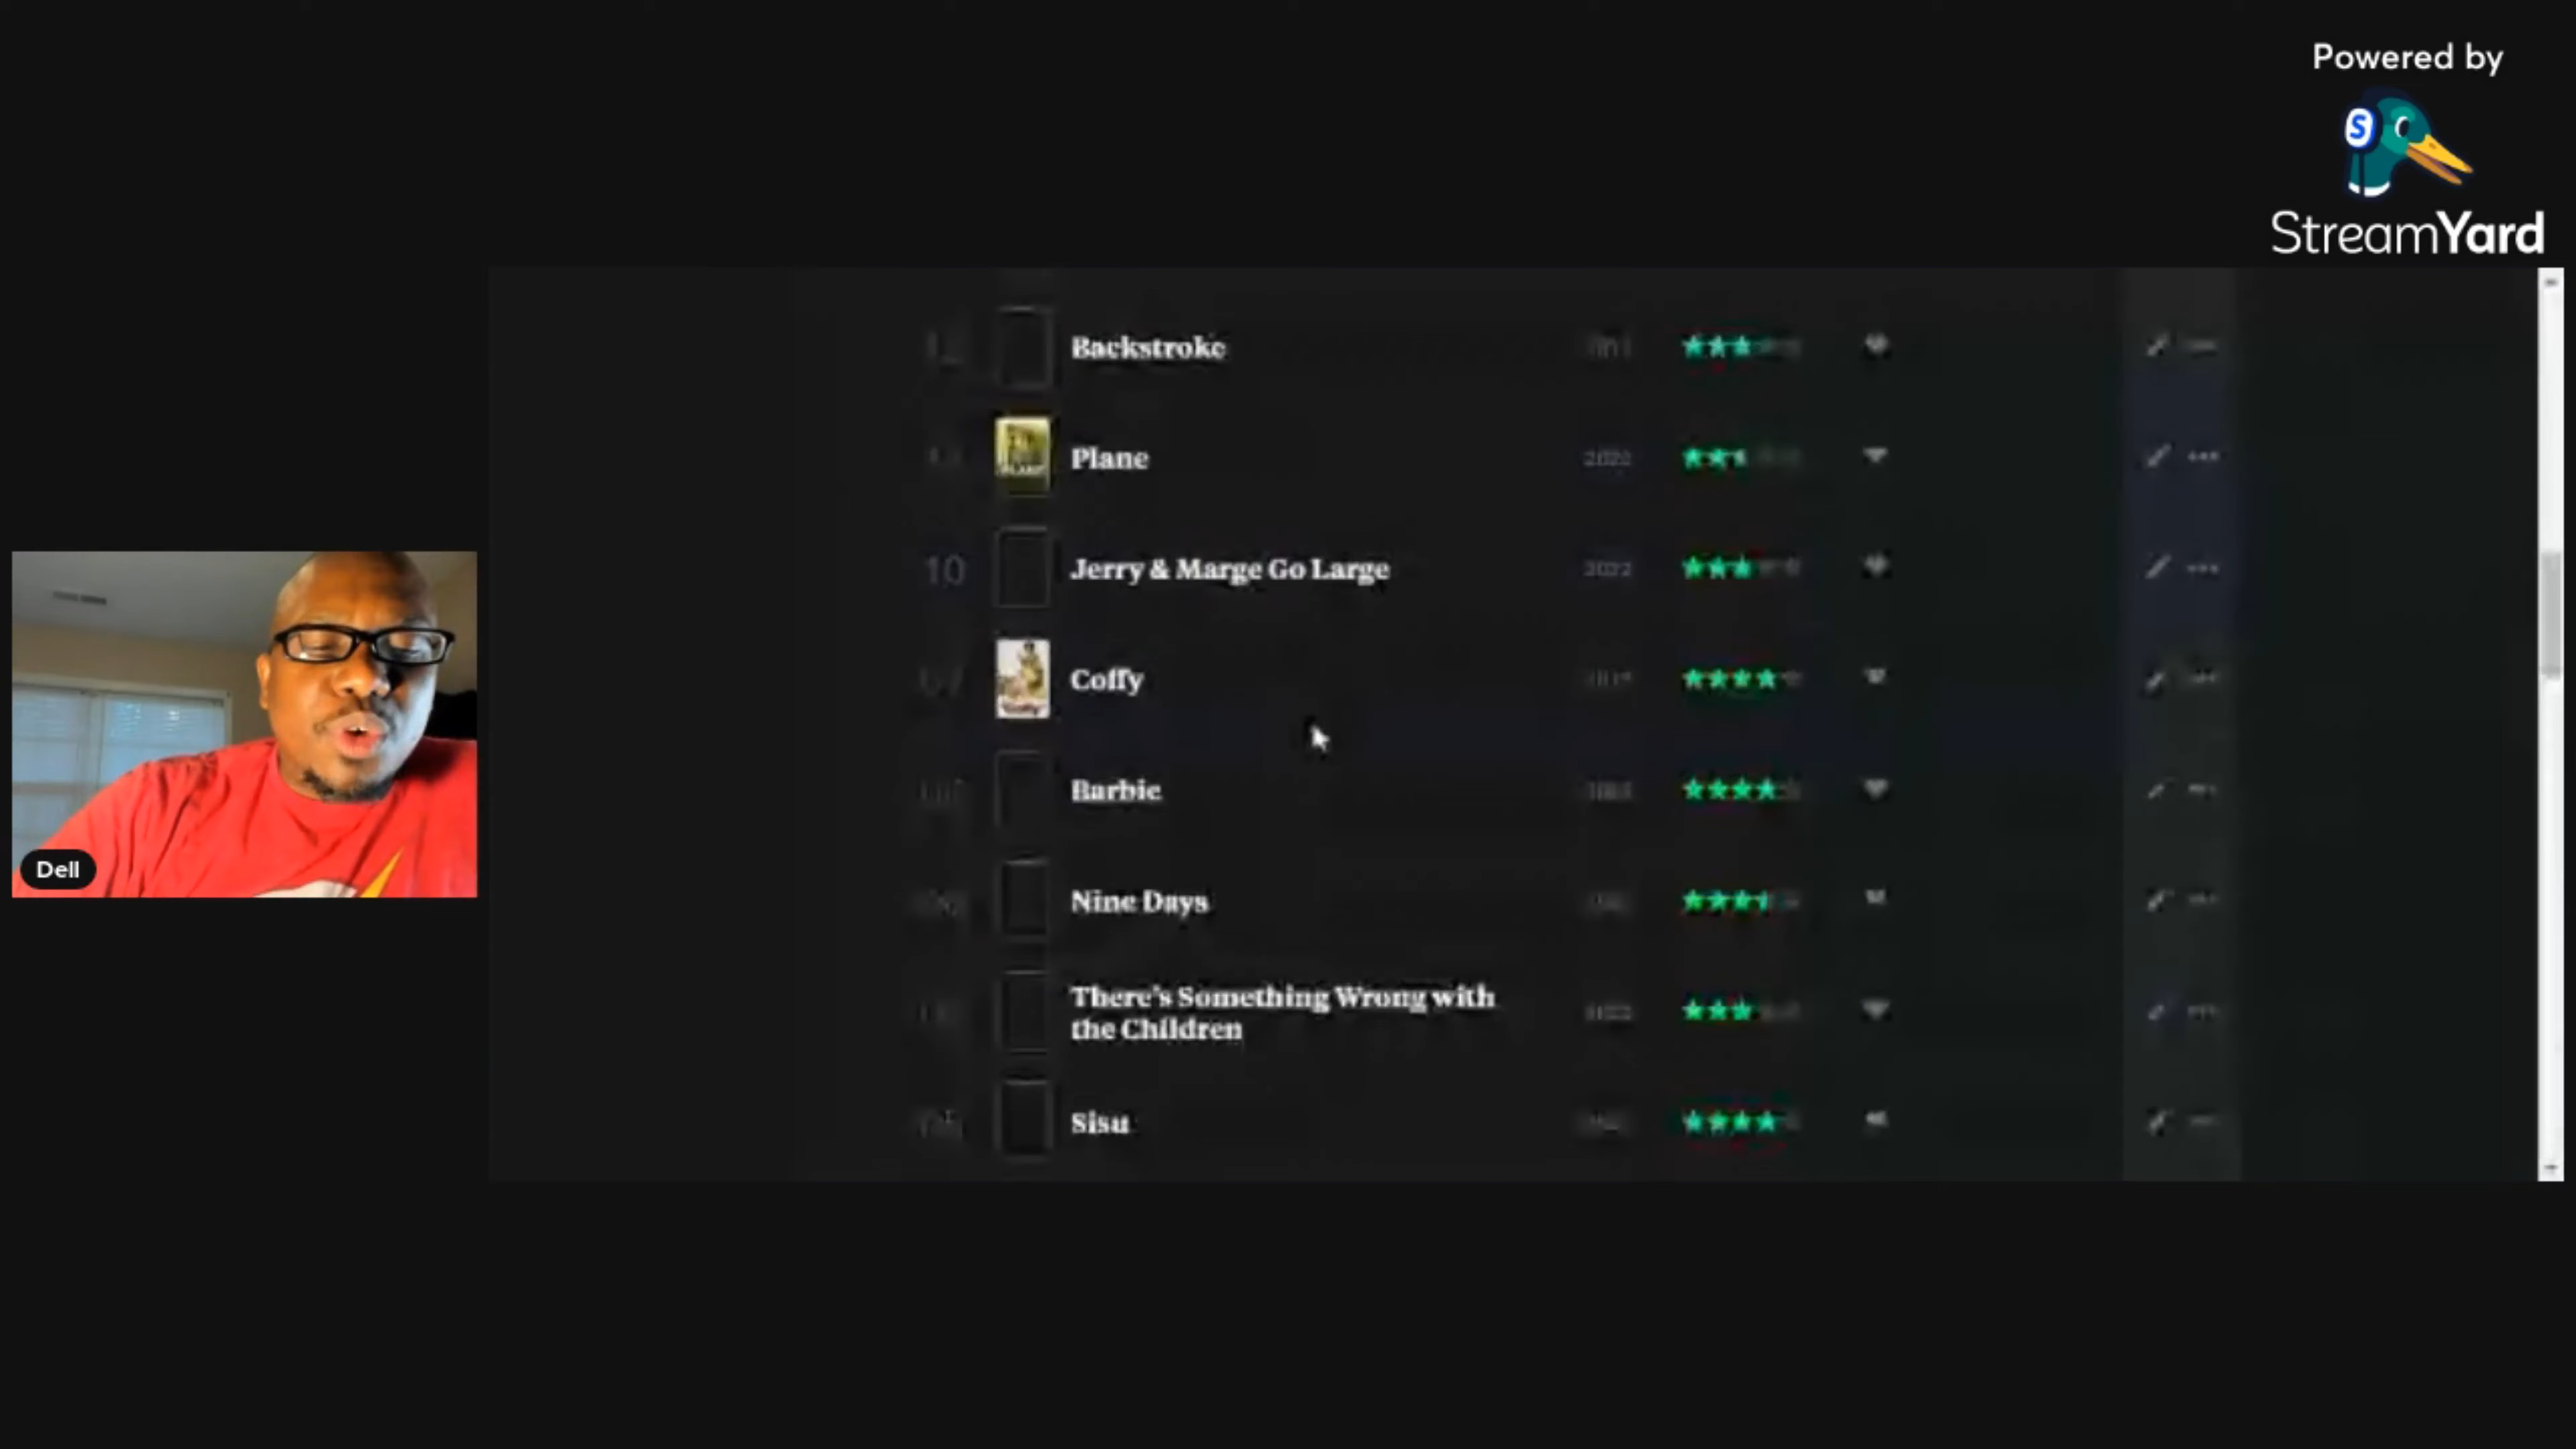 Powered by
StreamYard
Backstroke
Plane
10 Jerry & Marge Go Large 2022
Coffy
Barbie
Nine Days
There's Something Wrong with
the Children
Sisu
Dell